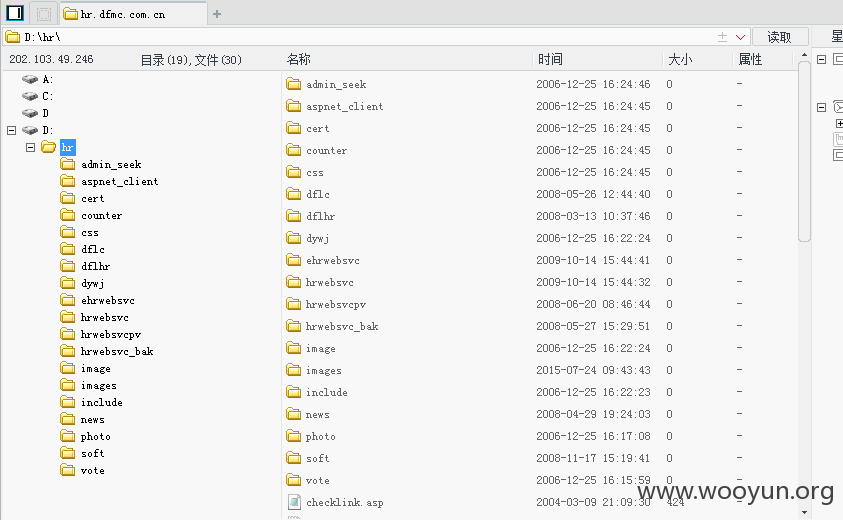 hr.dfmc.com.cn
D:\hr\ 读取 星
202.103.49.246 目录(19),文件(30) 名称 时间 大小 属性
A:
C:
D
D:
hr
admin_seek
aspnet_client
cert
counter
css
dflc
dflhr
dywj
ehrwebsvc
hrwebsvc
hrwebsvcpv
hrwebsvc_bak
image
images
include
news
photo
soft
vote
admin_seek 2006-12-25 16:24:46 0 -
aspnet_client 2006-12-25 16:24:45 0 -
cert 2006-12-25 16:24:45 0 -
counter 2006-12-25 16:24:45 0 -
css 2006-12-25 16:24:45 0 -
dflc 2008-05-26 12:44:40 0 -
dflhr 2008-03-13 10:37:46 0 -
dywj 2006-12-25 16:22:24 0 -
ehrwebsvc 2009-10-14 15:44:41 0 -
hrwebsvc 2009-10-14 15:44:32 0 -
hrwebsvcpv 2008-06-20 08:46:44 0 -
hrwebsvc_bak 2008-05-27 15:29:51 0 -
image 2006-12-25 16:22:24 0 -
images 2015-07-24 09:43:43 0 -
include 2006-12-25 16:22:23 0 -
news 2008-04-29 19:24:03 0 -
photo 2006-12-25 16:17:08 0 -
soft 2008-11-17 15:19:41 0 -
vote 2006-12-25 16:15:59 0 -
checklink.asp 2004-03-09 21:09:30 424
www.wooyun.org